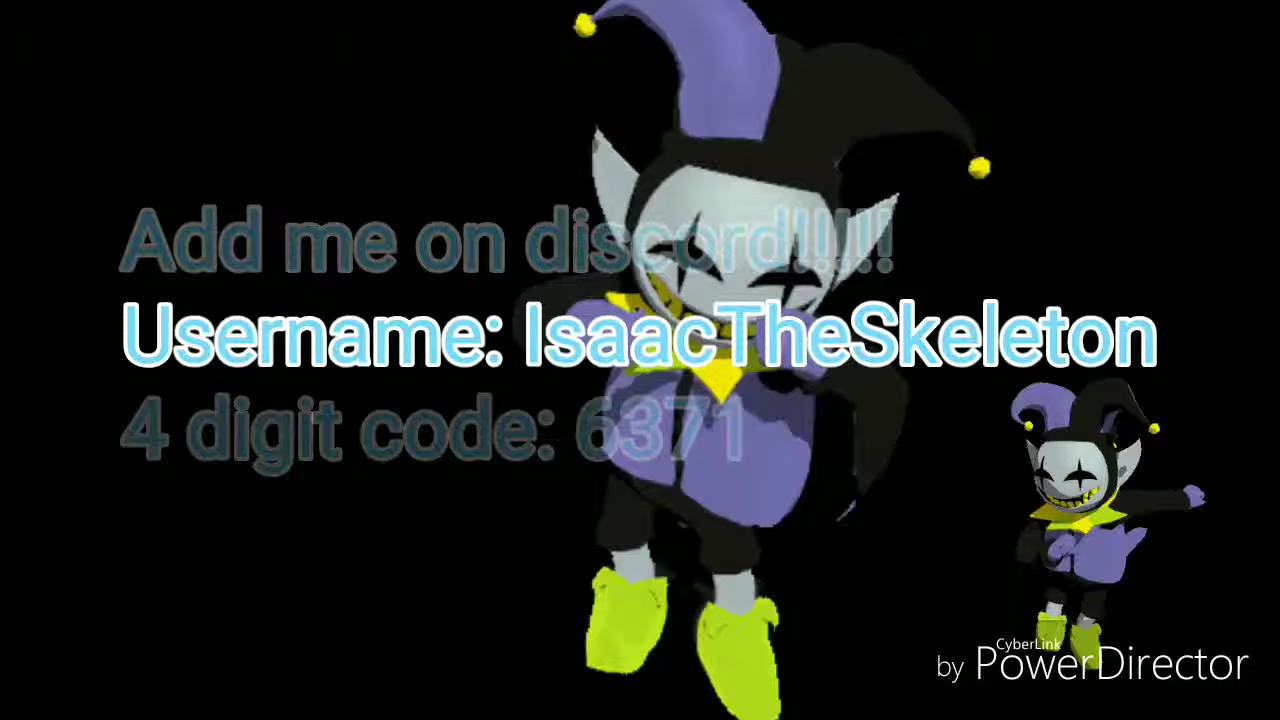 Add me on discord!!!!!
Username: IsaacTheSkeleton
4 digit code: 6371
CyberLink
by PowerDirector